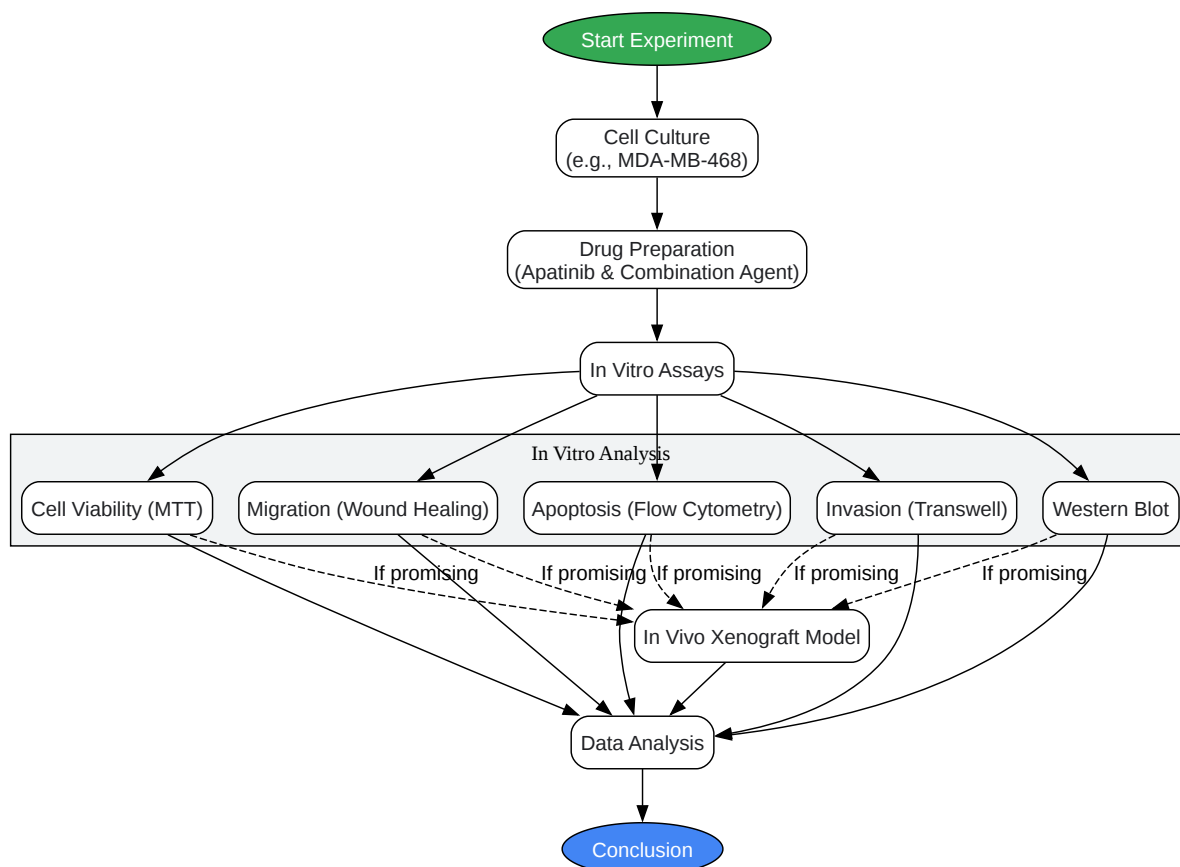 Start Experiment
Cell Culture
(e.g., MDA-MB-468)
Drug Preparation
(Apatinib & Combination Agent)
In Vitro Assays
In Vitro Analysis
Cell Viability (MTT)
Migration (Wound Healing)
Apoptosis (Flow Cytometry)
Invasion (Transwell)
Western Blot
If promising
If promising
If promising
If promising
If promising
In Vivo Xenograft Model
Data Analysis
Conclusion